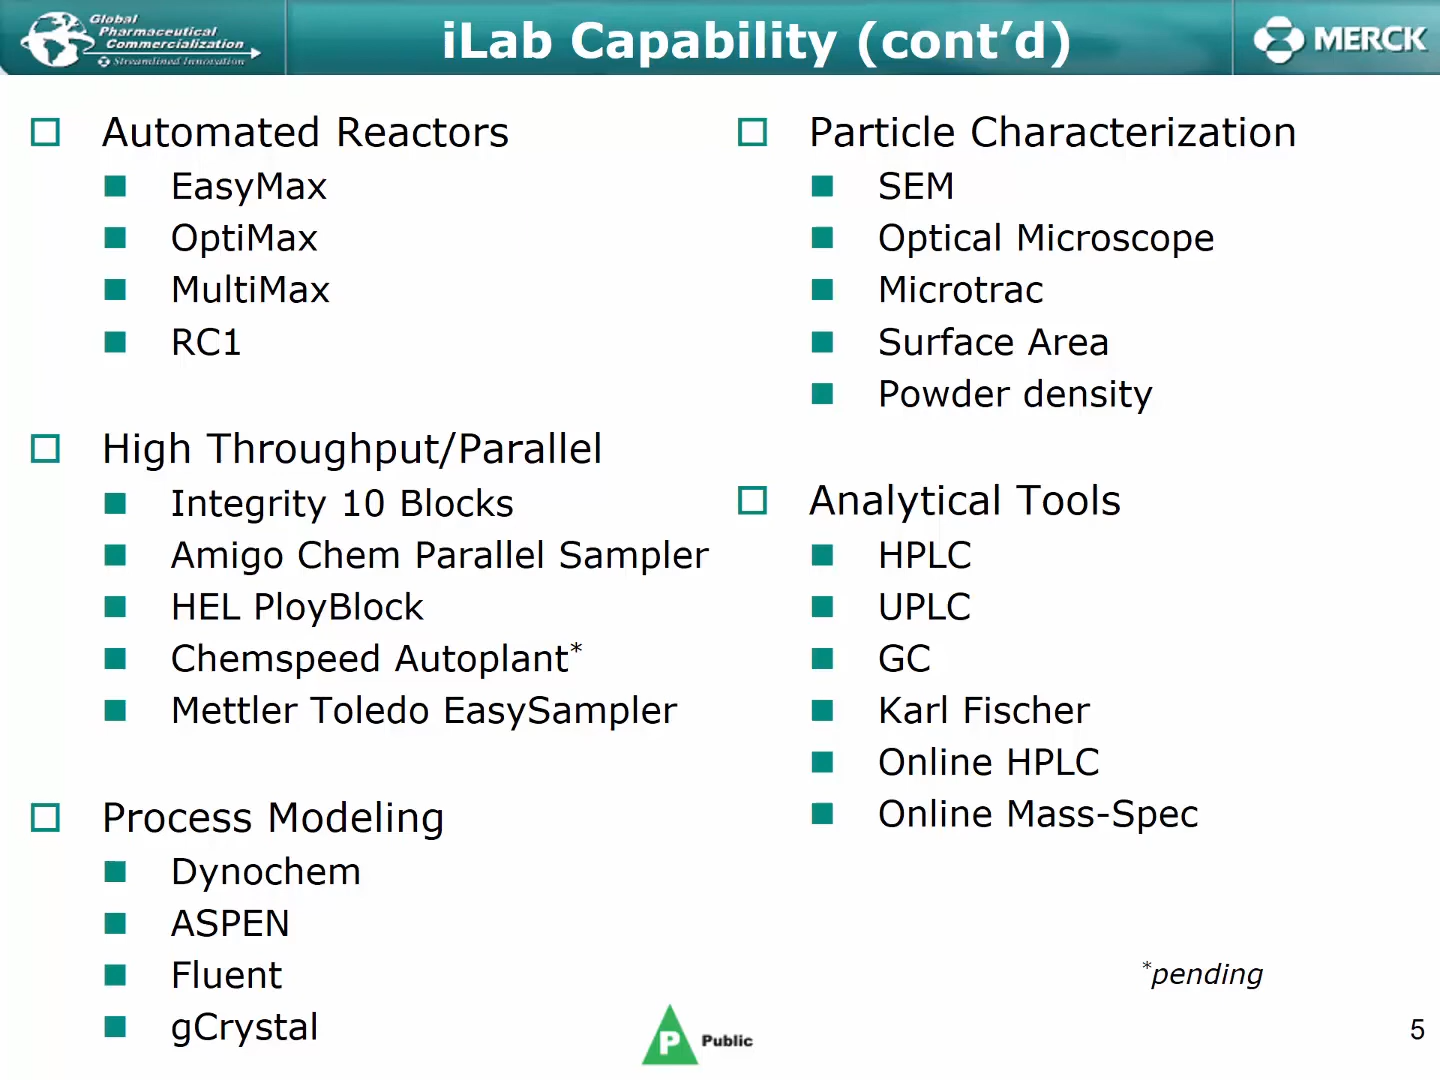 Global
Pharmaceutical
Commercialization
Streamlined Innovation
iLab Capability (cont’d)
MERCK
Automated Reactors
EasyMax
OptiMax
MultiMax
RC1
High Throughput/Parallel
Integrity 10 Blocks
Amigo Chem Parallel Sampler
HEL PloyBlock
Chemspeed Autoplant*
Mettler Toledo EasySampler
Process Modeling
Dynochem
ASPEN
Fluent
gCrystal
Particle Characterization
SEM
Optical Microscope
Microtrac
Surface Area
Powder density
Analytical Tools
HPLC
UPLC
GC
Karl Fischer
Online HPLC
Online Mass-Spec
*pending
P Public
5